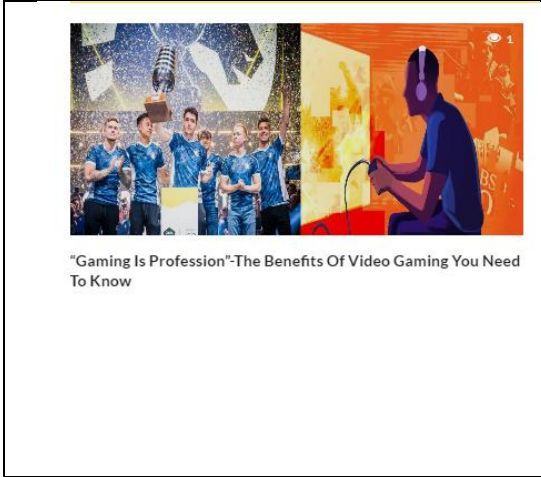 1
“Gaming Is Profession”-The Benefits Of Video Gaming You Need
To Know